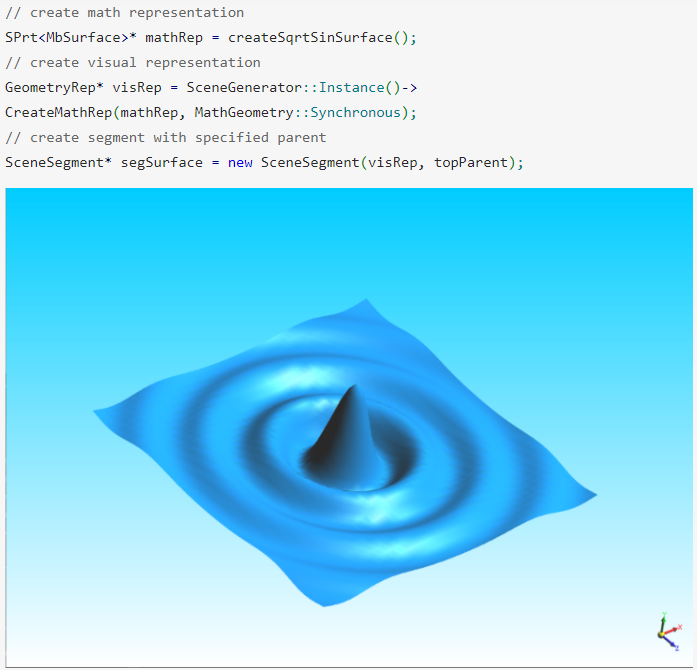 // create math representation
SPrt<MbSurface>* mathRep = createSqrtSinSurface();
// create visual representation
GeometryRep* visRep = SceneGenerator::Instance()->
CreateMathRep(mathRep, MathGeometry::Synchronous);
// create segment with specified parent
SceneSegment* segSurface = new SceneSegment(visRep, topParent);
Y
X
Z